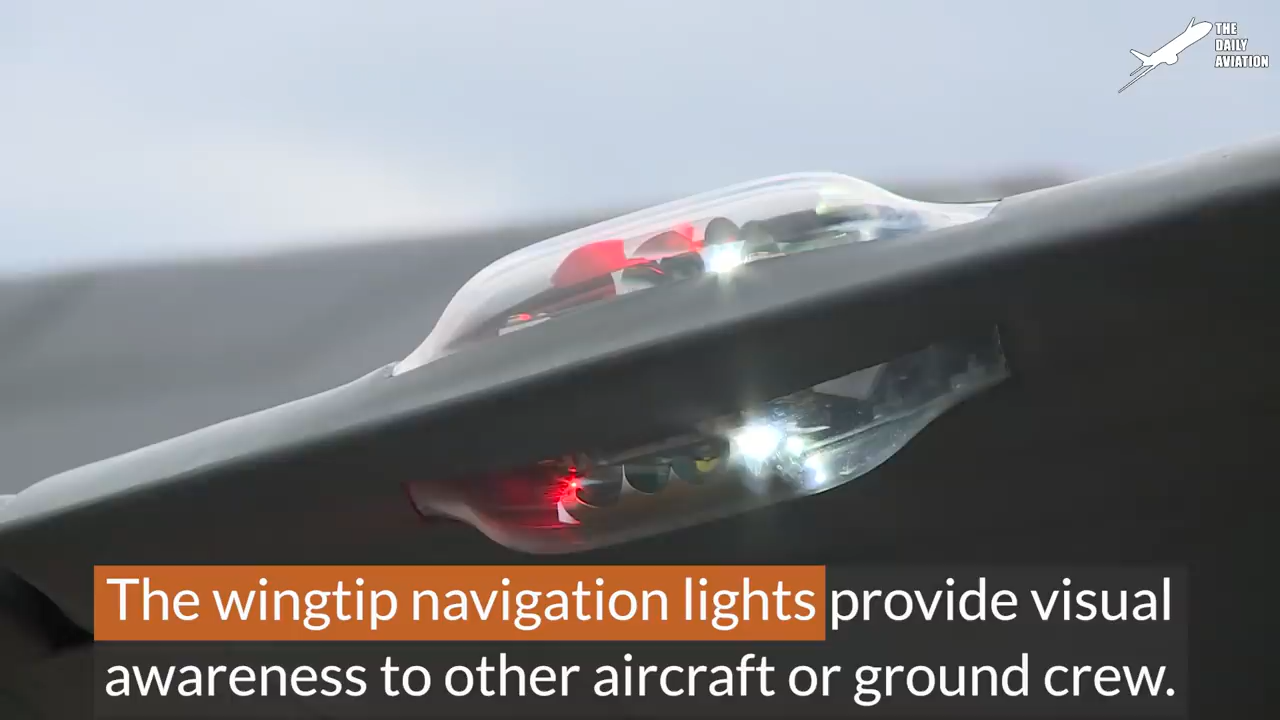 THE
DAILY
AVIATION
The wingtip navigation lights provide visual
awareness to other aircraft or ground crew.